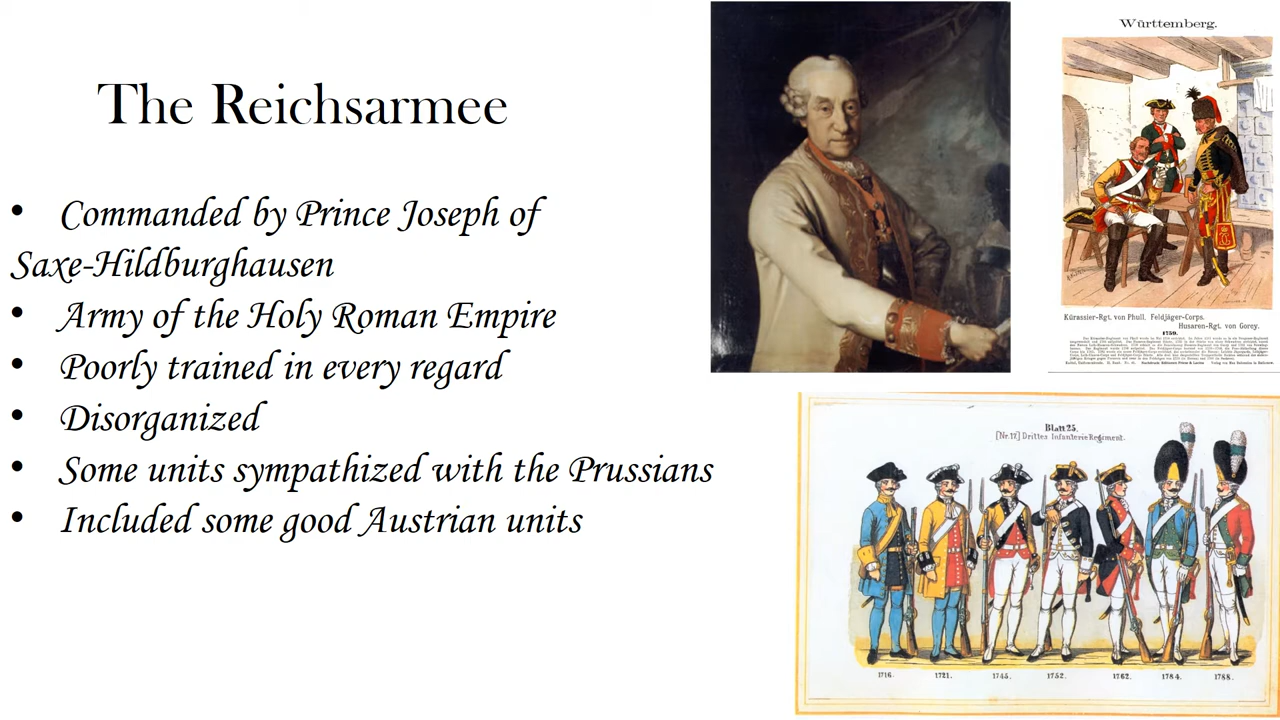 The Reichsarmee
• Commanded by Prince Joseph of
Saxe-Hildburghausen
• Army of the Holy Roman Empire
• Poorly trained in every regard
• Disorganized
• Some units sympathized with the Prussians
• Included some good Austrian units
Württemberg.
Kürassier-Rgt. von Phull. Feldjäger-Corps.
Husaren-Rgt. von Gorcy.
1759.
Blatt 25.
[Nr. 17] Drittes Infanterie Regiment.
1716. 1721. 1745. 1752. 1762. 1784. 1788.